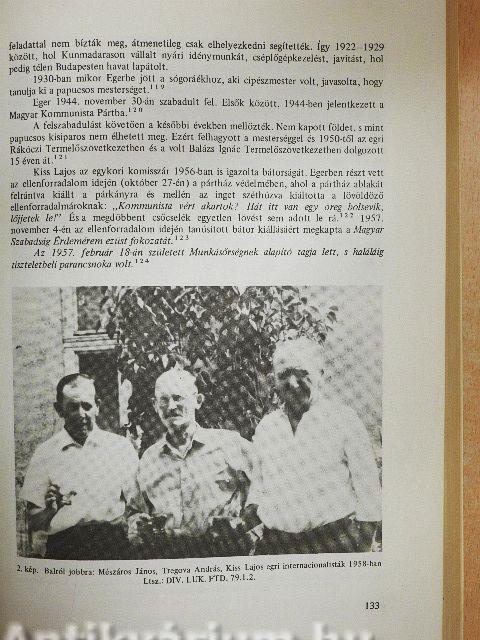 feladattal nem bízták meg, átmenetileg csak elhelyezkedni segítették. Így 1922–1929
között, hol Kunmadarason vállalt nyári idénymunkát, cséplőgépkezelést, javítást, hol
pedig télen Budapesten havat lapátolt.
1930-ban mikor Egerbe jött a sógoráékhoz, aki cipészmester volt, javasolta, hogy
tanulja ki a papucsos mesterséget.119
Eger 1944. november 30-án szabadult fel. Elsők között, 1944-ben jelentkezett a
Magyar Kommunista Pártba.120
A felszabadulást követően a későbbi években mellőzték. Nem kapott földet, s mint
papucsos kisiparos nem élhetett meg. Ezért felhagyott a mesterséggel és 1950-től az egri
Rákóczi Termelőszövetkezetben és a volt Balázs Ignác Termelőszövetkezetben dolgozott
15 éven át.121
Kiss Lajos az egykori komisszár 1956-ban is igazolta bátorságát. Egerben részt vett
az ellenforradalom idején (október 27-én) a pártház védelmében, ahol a pártház ablakát
feltrántva kiállt a párkányra és mellén az inget széthúzva kiáltotta a lövöldöző
ellenforradalmároknak: „Kommunista vért akartok? Hát itt van egy öreg bolsevik,
lőjjetek le!” És a megdöbbent csőcselék egyetlen lövést sem adott le rá.122 1957.
november 4-én az ellenforradalom idején tanúsított bátor kiállásáért megkapta a Magyar
Szabadság Érdemérem ezüst fokozatát.123
Az 1957. február 18-án született Munkásőrségnek alapító tagja lett, s haláláig
tiszteletbeli parancsnoka volt.124
2. kép. Balról jobbra: Mészáros János, Tregova András, Kiss Lajos egri internacionalisták 1958-ban
Ltsz.: DIV. LUK. FTD. 79.1.2.
133
Antikvárium.hu